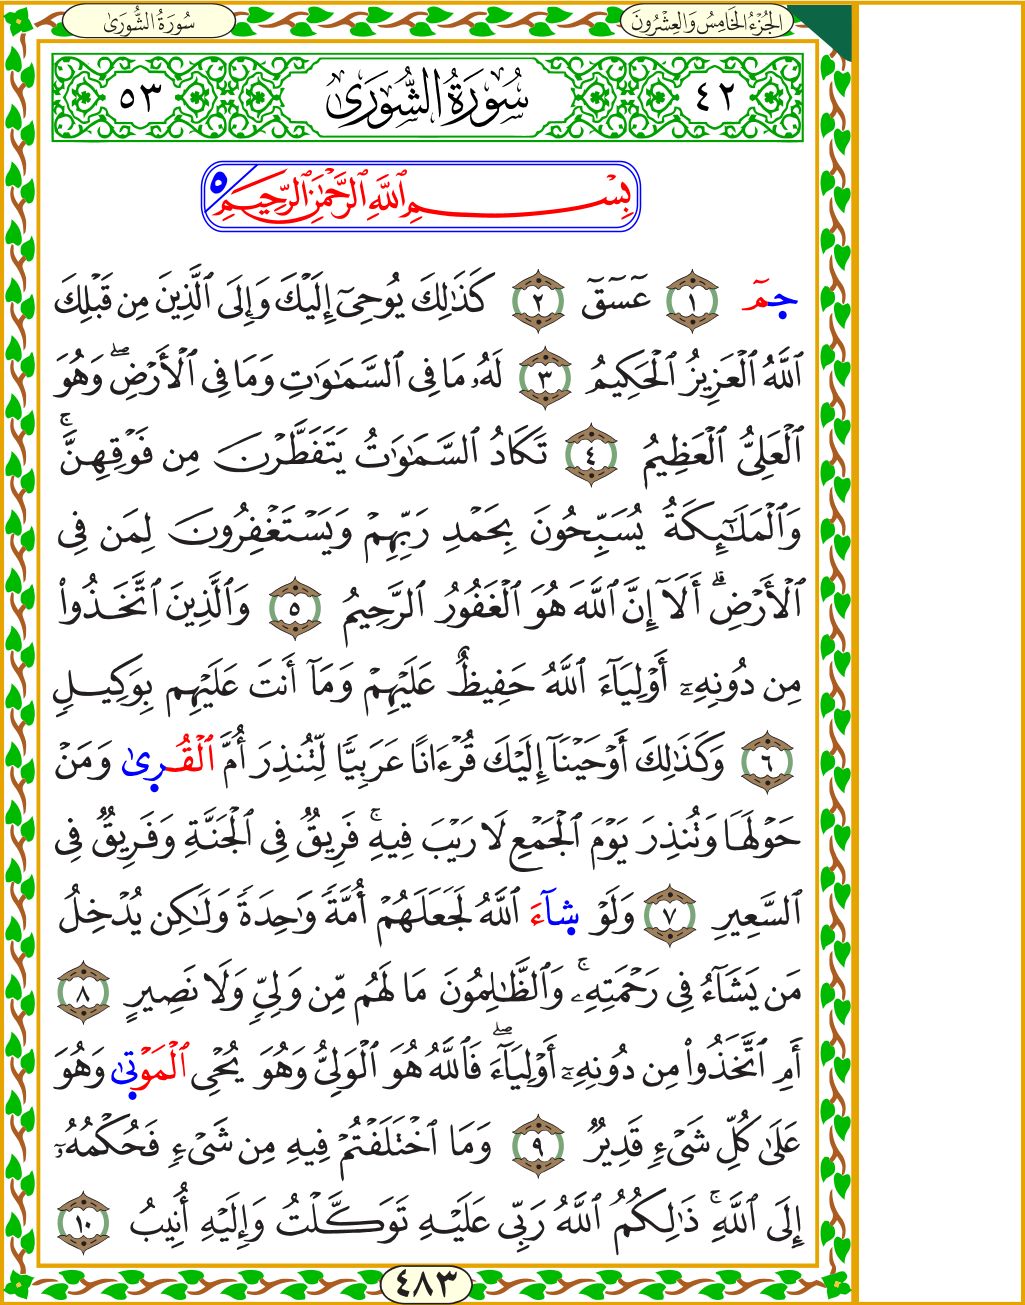 سُورَةُ الشُّورَىٰ
الجُزْءُ الخَامِسُ وَالعِشْرُونَ
٤٢ سُورَةُ الشُّورَىٰ ٥٣
بِسْمِ ٱللَّهِ ٱلرَّحْمَٰنِ ٱلرَّحِيمِ ٥
حمٓ ١ عٓسٓقٓ ٢ كَذَٰلِكَ يُوحِىٓ إِلَيْكَ وَإِلَى ٱلَّذِينَ مِن قَبْلِكَ
ٱللَّهُ ٱلْعَزِيزُ ٱلْحَكِيمُ ٣ لَهُۥ مَا فِى ٱلسَّمَٰوَٰتِ وَمَا فِى ٱلْأَرْضِۖ وَهُوَ
ٱلْعَلِىُّ ٱلْعَظِيمُ ٤ تَكَادُ ٱلسَّمَٰوَٰتُ يَتَفَطَّرْنَ مِن فَوْقِهِنَّۚ
وَٱلْمَلَٰٓئِكَةُ يُسَبِّحُونَ بِحَمْدِ رَبِّهِمْ وَيَسْتَغْفِرُونَ لِمَن فِى
ٱلْأَرْضِۗ أَلَآ إِنَّ ٱللَّهَ هُوَ ٱلْغَفُورُ ٱلرَّحِيمُ ٥ وَٱلَّذِينَ ٱتَّخَذُوا۟
مِن دُونِهِۦٓ أَوْلِيَآءَ ٱللَّهُ حَفِيظٌ عَلَيْهِمْ وَمَآ أَنتَ عَلَيْهِم بِوَكِيلٍ
٦ وَكَذَٰلِكَ أَوْحَيْنَآ إِلَيْكَ قُرْءَانًا عَرَبِيًّا لِّتُنذِرَ أُمَّ ٱلْقُرِىٰ وَمَنْ
حَوْلَهَا وَتُنذِرَ يَوْمَ ٱلْجَمْعِ لَا رَيْبَ فِيهِۚ فَرِيقٌ فِى ٱلْجَنَّةِ وَفَرِيقٌ فِى
ٱلسَّعِيرِ ٧ وَلَوْ شَآءَ ٱللَّهُ لَجَعَلَهُمْ أُمَّةً وَٰحِدَةً وَلَٰكِن يُدْخِلُ
مَن يَشَآءُ فِى رَحْمَتِهِۦۚ وَٱلظَّٰلِمُونَ مَا لَهُم مِّن وَلِىٍّ وَلَا نَصِيرٍ ٨
أَمِ ٱتَّخَذُوا۟ مِن دُونِهِۦٓ أَوْلِيَآءَۖ فَٱللَّهُ هُوَ ٱلْوَلِىُّ وَهُوَ يُحْىِ ٱلْمَوْتِىٰ وَهُوَ
عَلَىٰ كُلِّ شَىْءٍ قَدِيرٌ ٩ وَمَا ٱخْتَلَفْتُمْ فِيهِ مِن شَىْءٍ فَحُكْمُهُۥٓ
إِلَى ٱللَّهِۚ ذَٰلِكُمُ ٱللَّهُ رَبِّى عَلَيْهِ تَوَكَّلْتُ وَإِلَيْهِ أُنِيبُ ١٠
٤٨٣